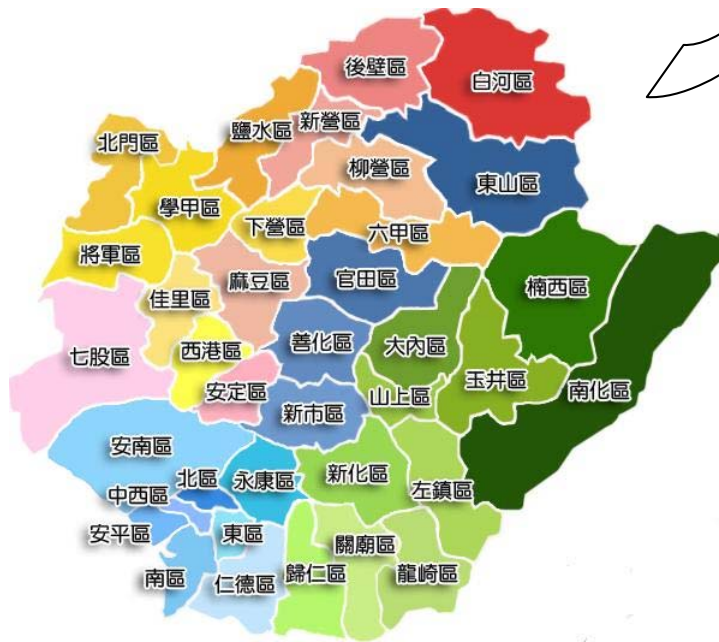 後壁區
白河區
新營區
鹽水區
北門區
柳營區
東山區
學甲區
下營區
六甲區
將軍區
麻豆區
官田區
楠西區
佳里區
七股區
西港區
善化區
大內區
玉井區
安定區
山上區
南化區
新市區
安南區
北區
永康區
新化區
左鎮區
中西區
安平區
東區
關廟區
南區
仁德區
歸仁區
龍崎區